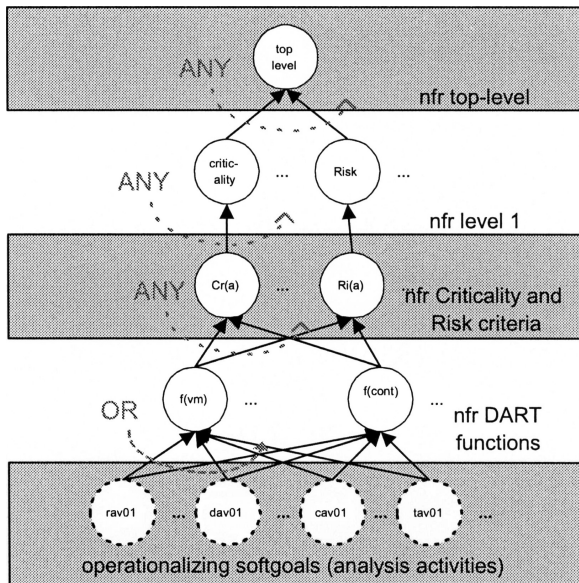 top
level
ANY
nfr top-level
critic-
ality
...
Risk
...
ANY
nfr level 1
Cr(a)
...
Ri(a)
...
ANY
nfr Criticality and
Risk criteria
f(vm)
...
f(cont)
...
OR
nfr DART
functions
rav01
...
dav01
...
cav01
...
tav01
...
operationalizing softgoals (analysis activities)